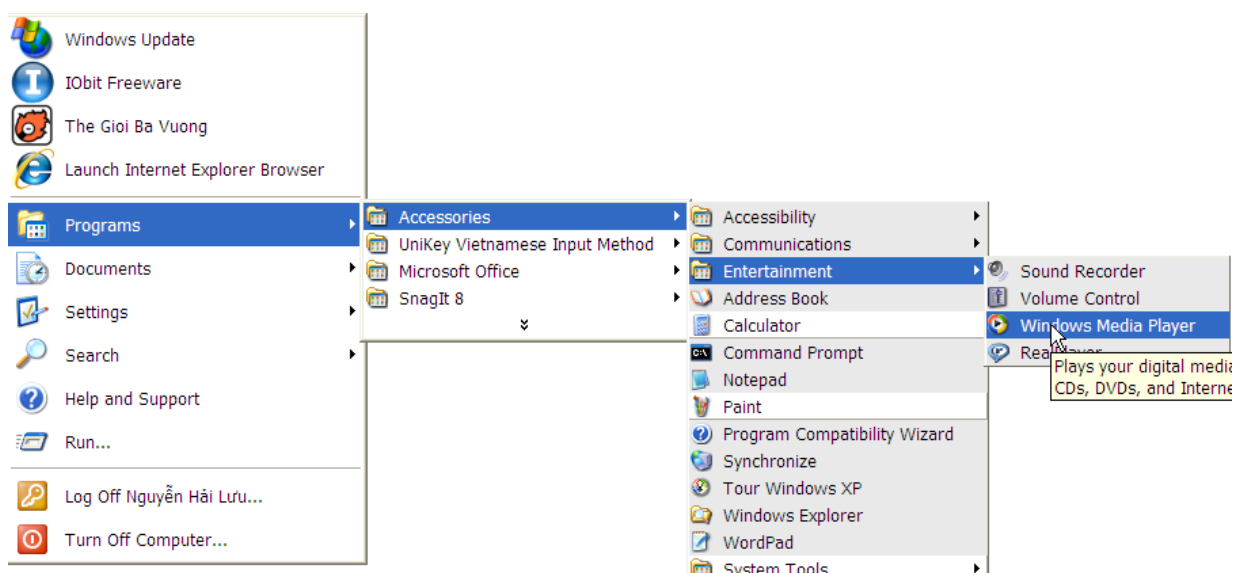 Windows Update
IObit Freeware
The Gioi Ba Vuong
Launch Internet Explorer Browser
Programs
Documents
Settings
Search
Help and Support
Run...
Log Off Nguyễn Hải Lưu...
Turn Off Computer...
Accessories
UniKey Vietnamese Input Method
Microsoft Office
SnagIt 8
Accessibility
Communications
Entertainment
Address Book
Calculator
Command Prompt
Notepad
Paint
Program Compatibility Wizard
Synchronize
Tour Windows XP
Windows Explorer
WordPad
System Tools
Sound Recorder
Volume Control
Windows Media Player
RealPlayer
Plays your digital media
CDs, DVDs, and Interne